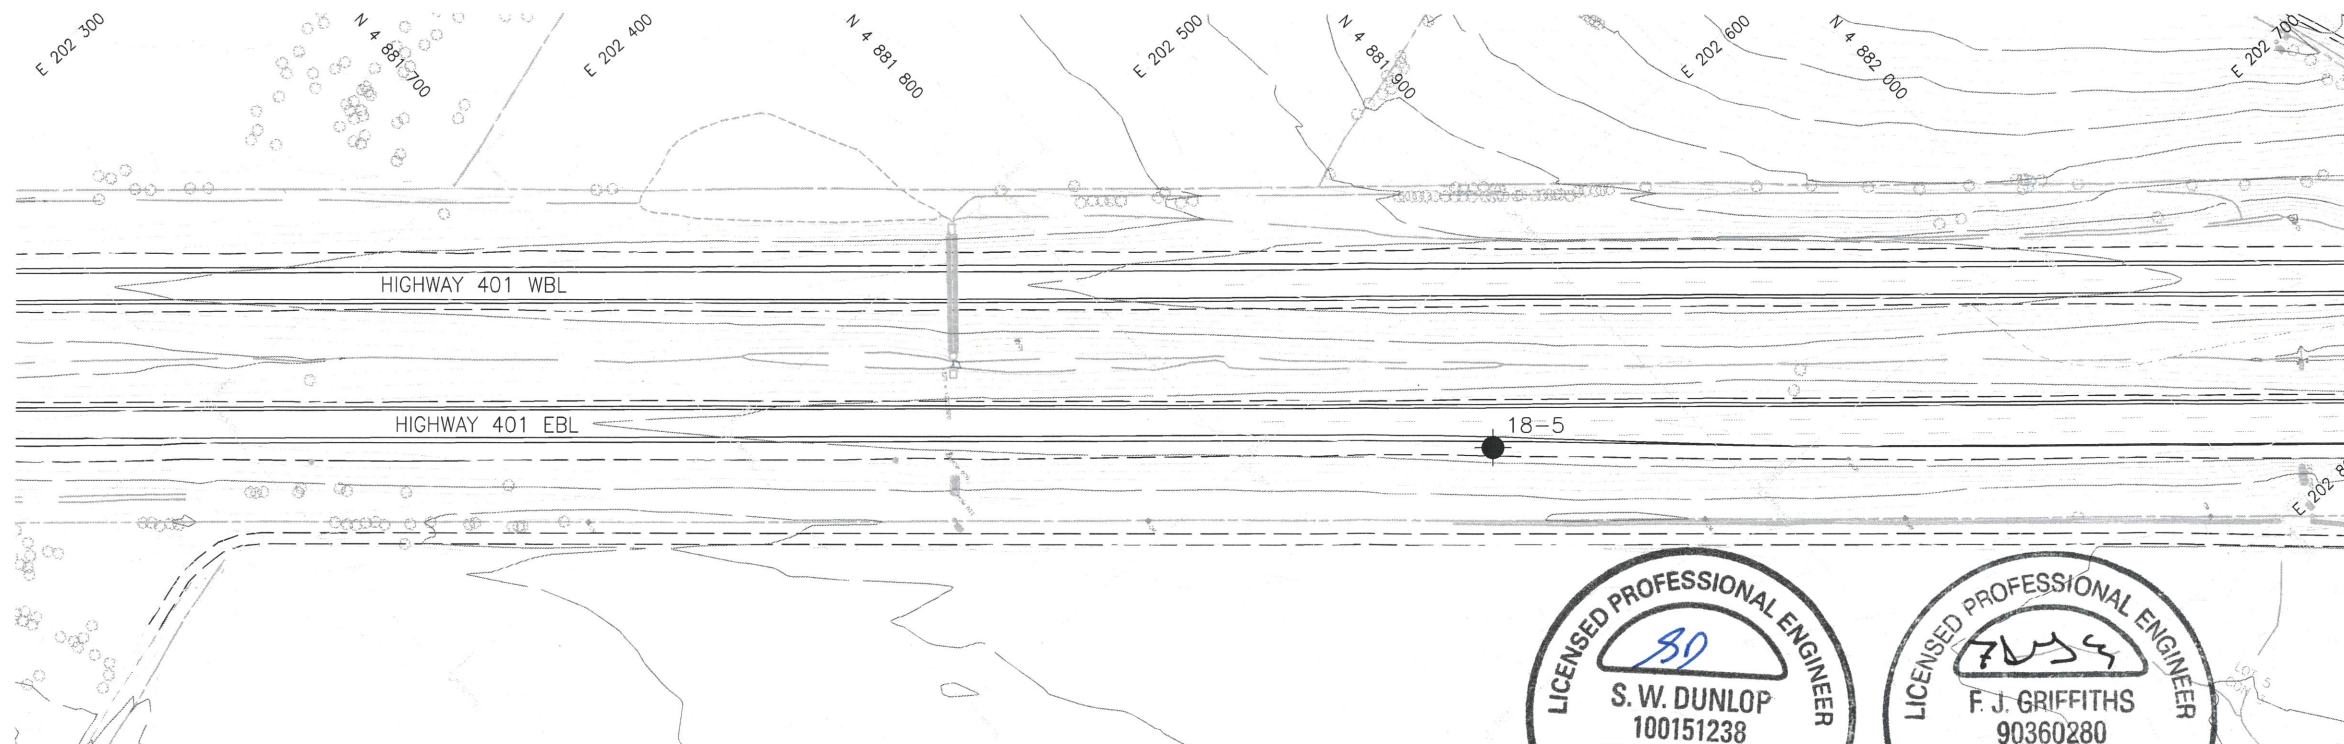 E 202 300
N 4 881 700
E 202 400
N 4 881 800
E 202 500
N 4 881 900
E 202 600
N 4 882 000
E 202 700
HIGHWAY 401 WBL
HIGHWAY 401 EBL
18-5
LICENSED PROFESSIONAL ENGINEER
S. W. DUNLOP
100151238
LICENSED PROFESSIONAL ENGINEER
F. J. GRIFFITHS
90360280
LOT 5